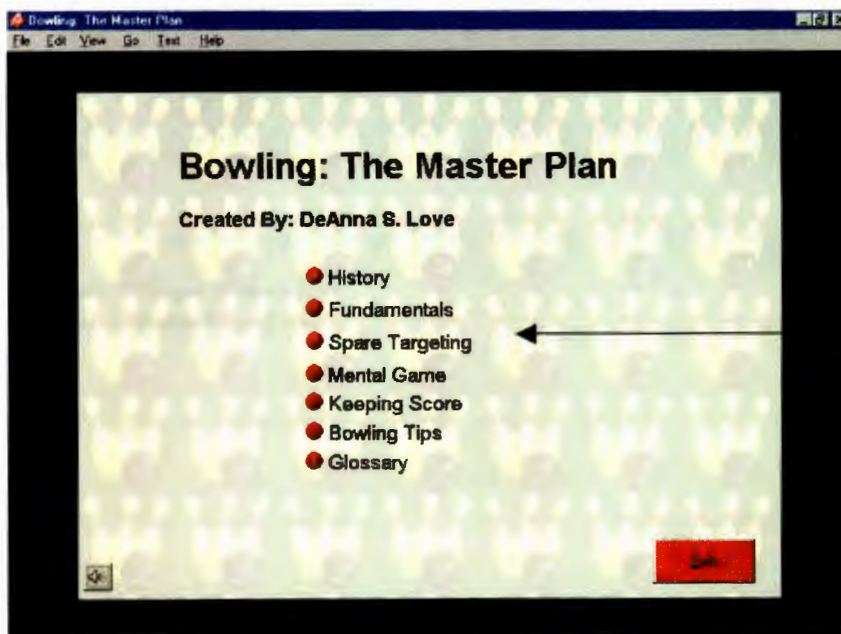 Bowling: The Master Plan
File Edit View Go Text Help
Bowling: The Master Plan
Created By: DeAnna S. Love
History
Fundamentals
Spare Targeting
Mental Game
Keeping Score
Bowling Tips
Glossary
Exit